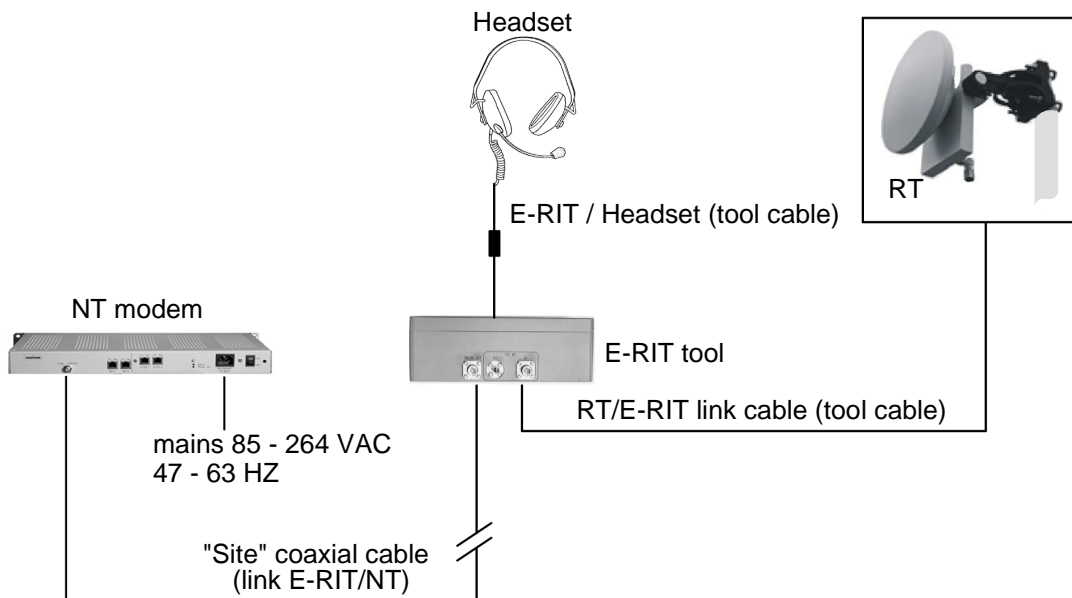 Headset
RT
E-RIT / Headset (tool cable)
NT modem
E-RIT tool
RT/E-RIT link cable (tool cable)
mains 85 - 264 VAC
47 - 63 HZ
"Site" coaxial cable
(link E-RIT/NT)